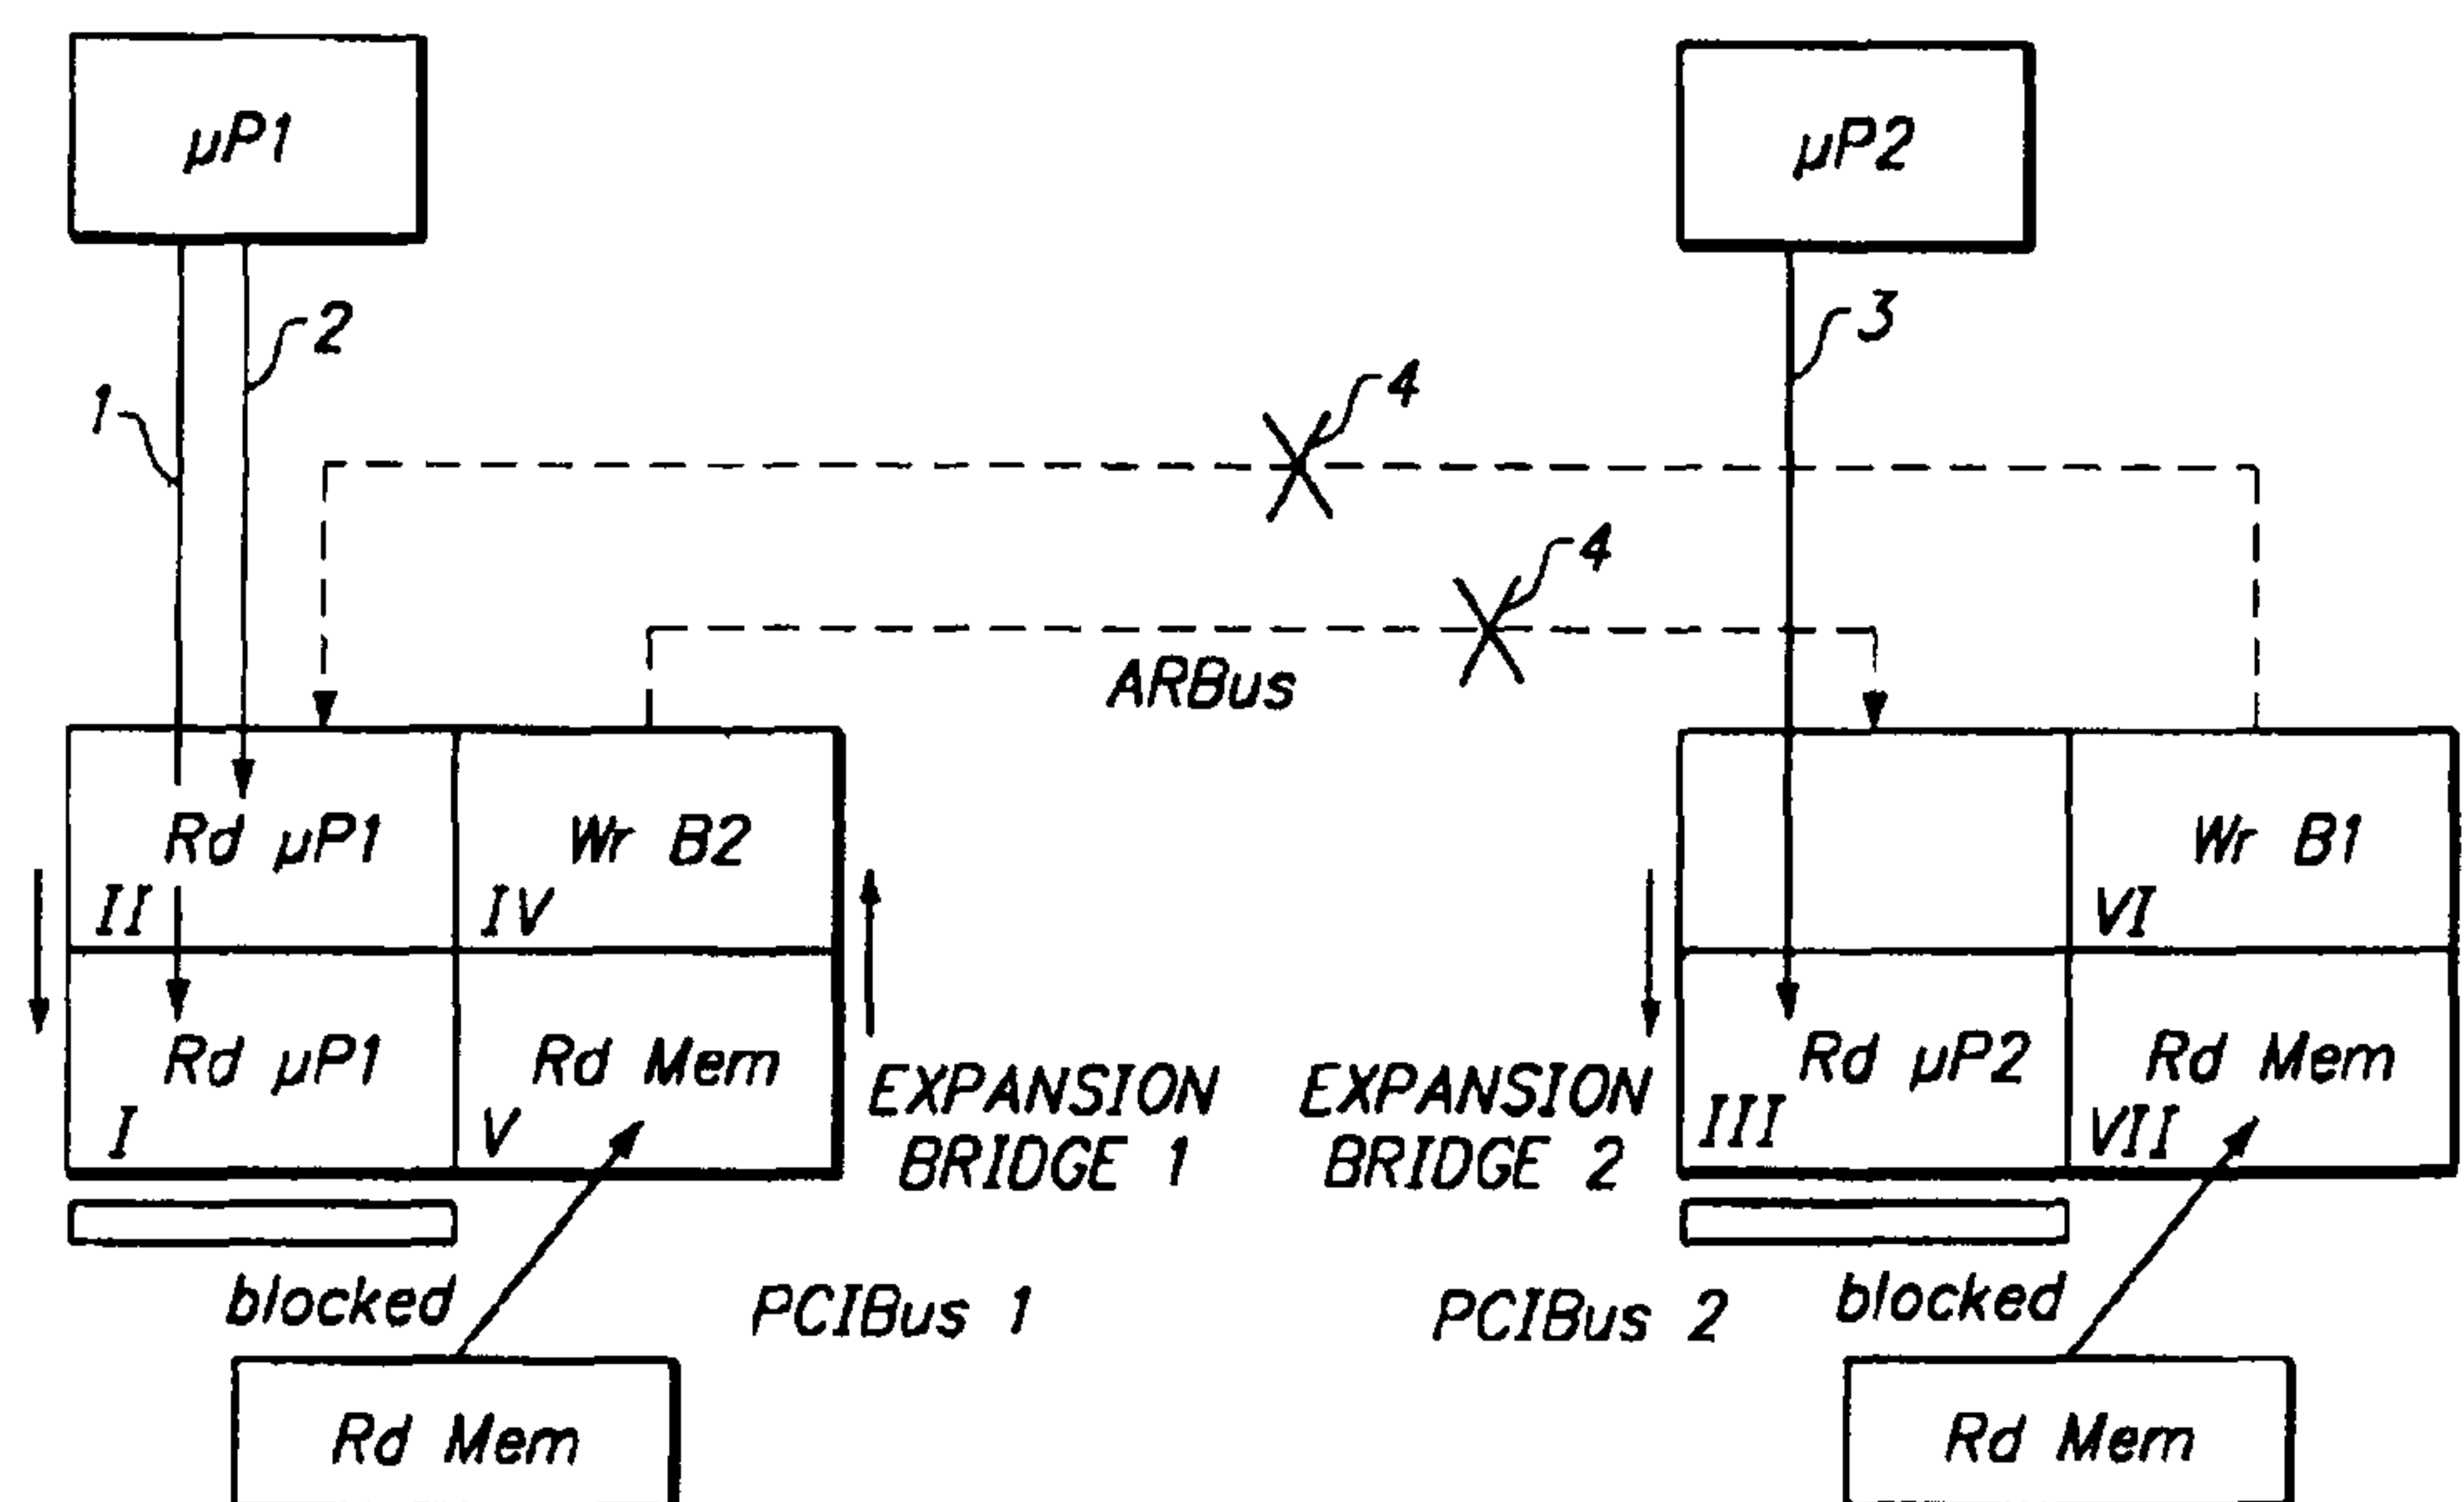 µP1
µP2
1
2
3
4
4
ARBus
Rd µP1
II
Wr B2
IV
Wr B1
VI
Rd µP1
I
Rd Mem
V
EXPANSION
BRIDGE 1
EXPANSION
BRIDGE 2
Rd µP2
III
Rd Mem
VII
blocked
PCIBus 1
PCIBus 2
blocked
Rd Mem
Rd Mem